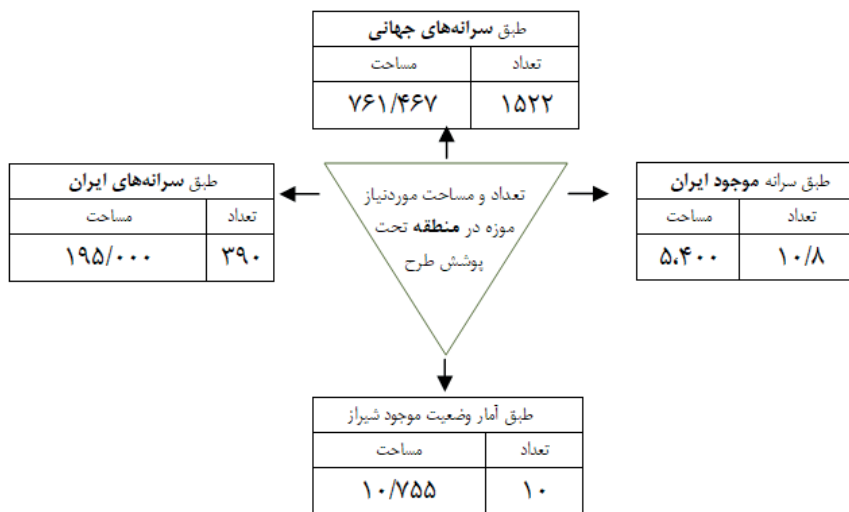 طبق سرانه‌های جهانی
تعداد مساحت
۱۵۲۲ ۷۶۱/۴۶۷
طبق سرانه موجود ایران
تعداد مساحت
۱۰/۸ ۵،۴۰۰
تعداد و مساحت موردنیاز
موزه در منطقه تحت
پوشش طرح
طبق سرانه‌های ایران
تعداد مساحت
۳۹۰ ۱۹۵/۰۰۰
طبق آمار وضعیت موجود شیراز
تعداد مساحت
۱۰ ۱۰/۷۵۵